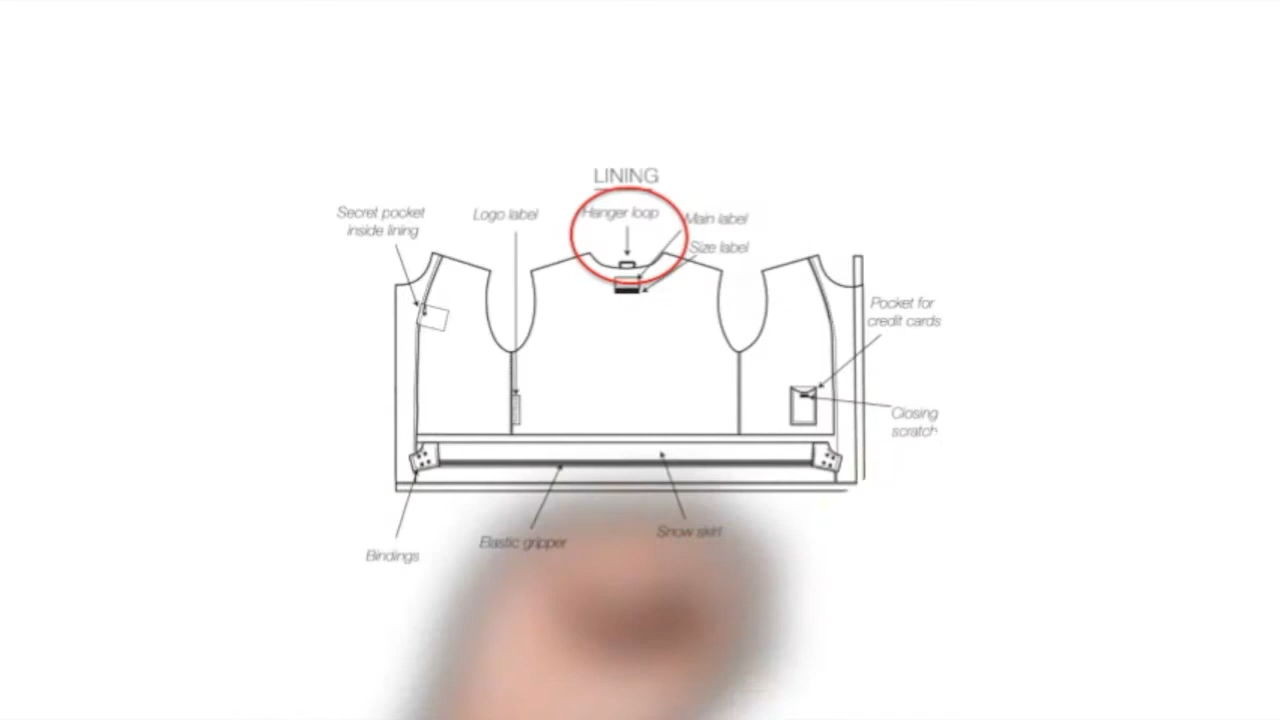 LINING
Secret pocket
inside lining
Logo label
Hanger loop
Main label
Size label
Pocket for
credit cards
Closing
scratch
Elastic gripper
Snow skirt
Bindings